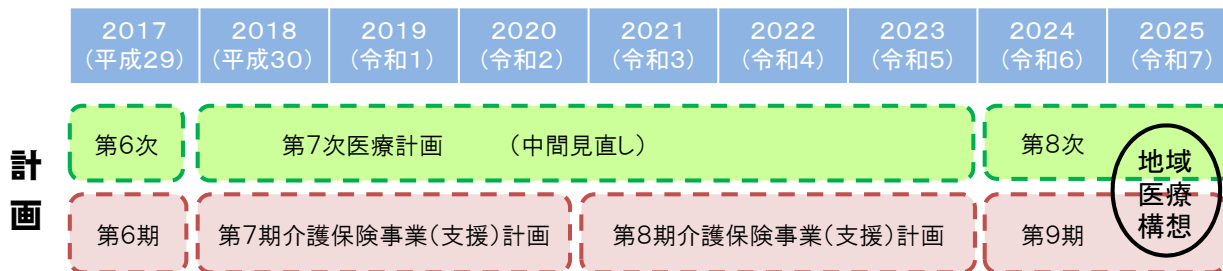 2017 2018 2019 2020 2021 2022 2023 2024 2025
(平成29) (平成30) (令和1) (令和2) (令和3) (令和4) (令和5) (令和6) (令和7)
計画
第6次 第7次医療計画 (中間見直し) 第8次
第6期 第7期介護保険事業(支援)計画 第8期介護保険事業(支援)計画 第9期
地域
医療
構想